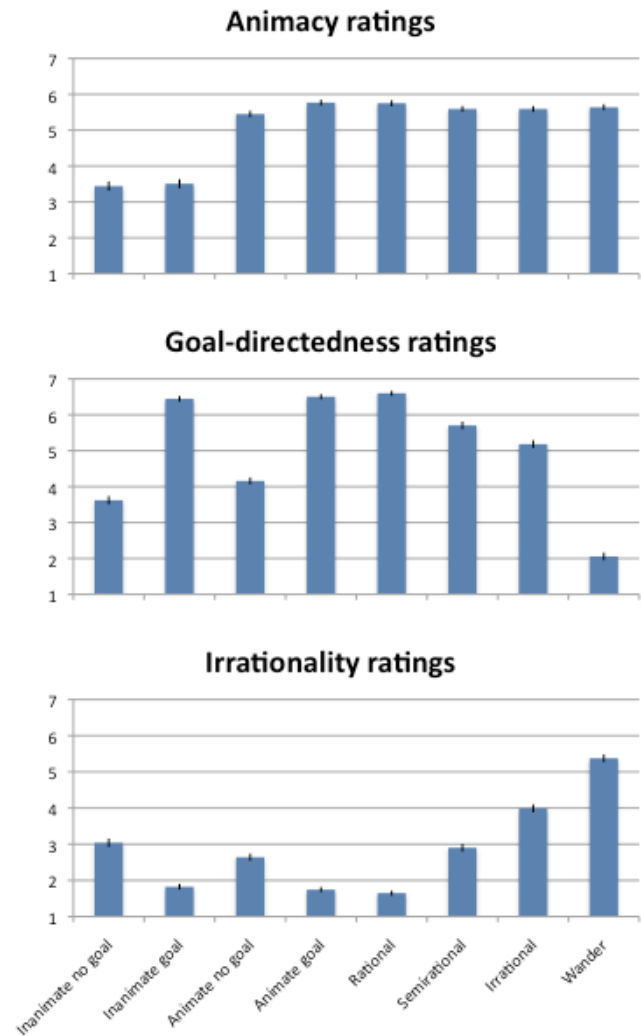 Animacy ratings
7
6
5
4
3
2
1
Goal-directedness ratings
7
6
5
4
3
2
1
Irrationality ratings
7
6
5
4
3
2
1
Inanimate no goal
Inanimate goal
Animate no goal
Animate goal
Rational
Semirational
Irrational
Wander